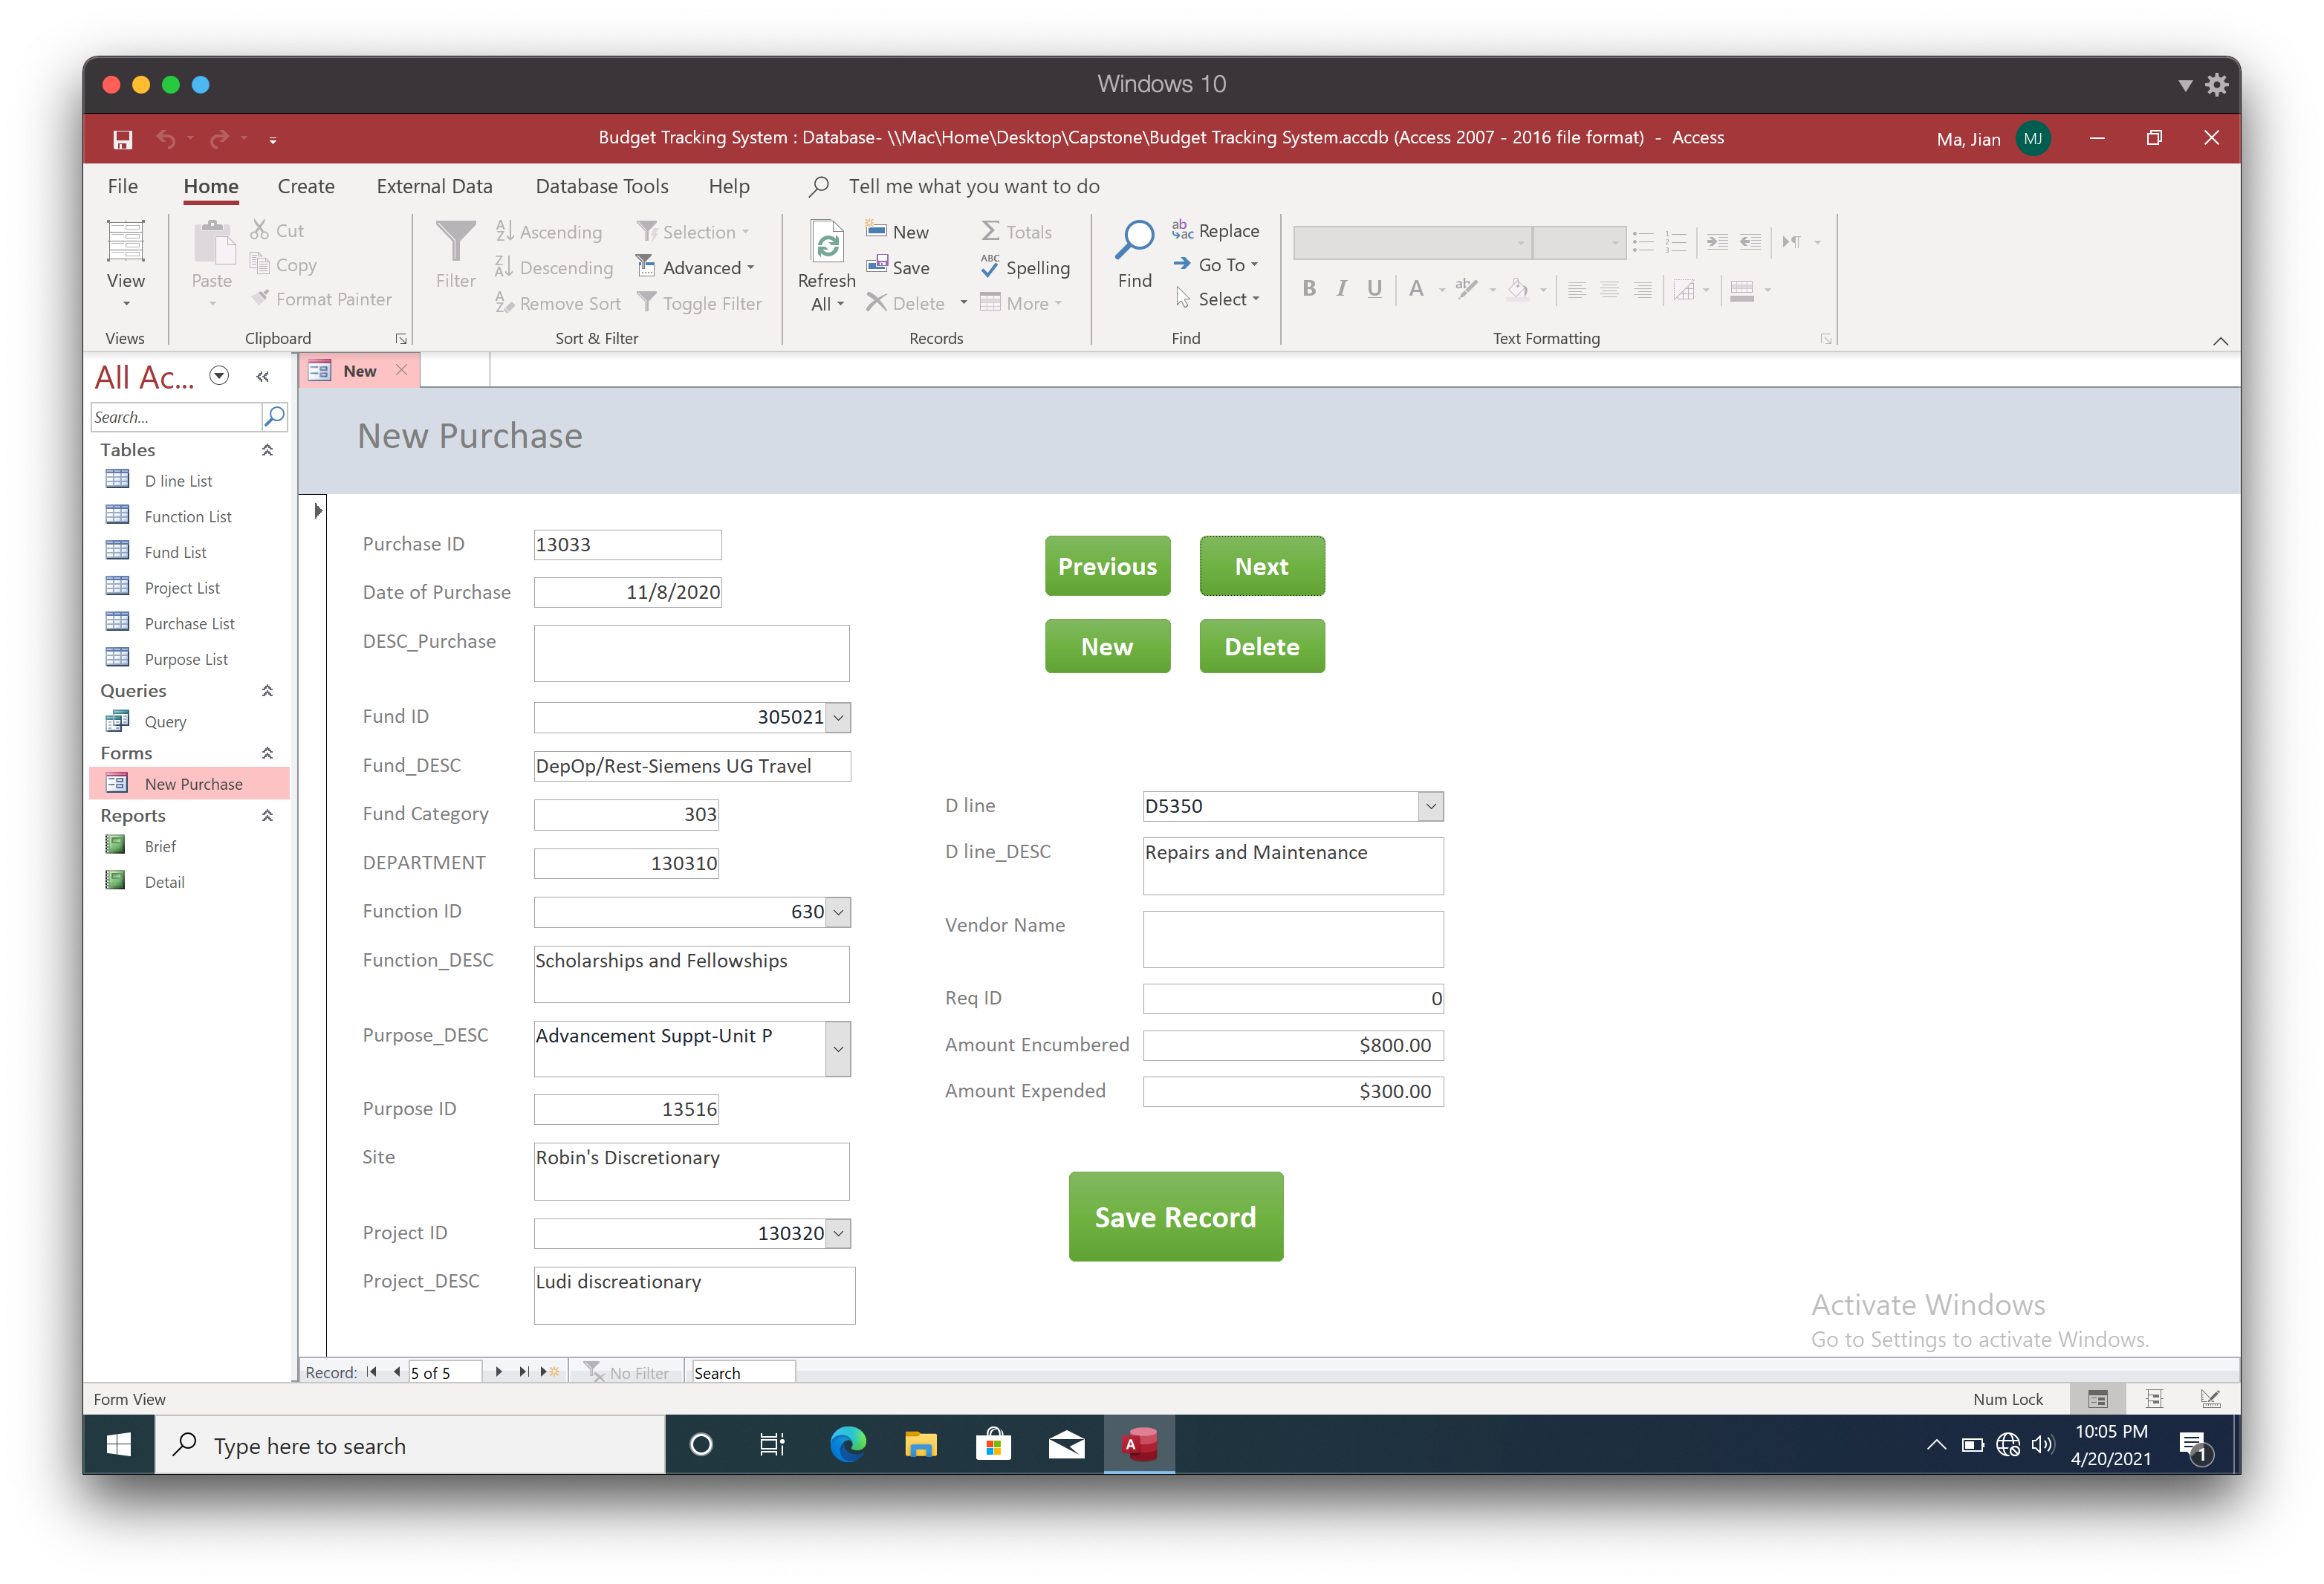 Windows 10
Budget Tracking System : Database- \\Mac\Home\Desktop\Capstone\Budget Tracking System.accdb (Access 2007 - 2016 file format) - Access
Ma, Jian MJ
File Home Create External Data Database Tools Help Tell me what you want to do
View
Views
Paste
Cut
Copy
Format Painter
Clipboard
Filter
Ascending
Descending
Remove Sort
Selection
Advanced
Toggle Filter
Sort & Filter
Refresh
All
New
Save
Delete
Totals
Spelling
More
Records
Find
Replace
Go To
Select
Find
B I U A
Text Formatting
All Ac...
Search...
Tables
D line List
Function List
Fund List
Project List
Purchase List
Purpose List
Queries
Query
Forms
New Purchase
Reports
Brief
Detail
New
New Purchase
Purchase ID 13033
Date of Purchase 11/8/2020
DESC_Purchase
Fund ID 305021
Fund_DESC DepOp/Rest-Siemens UG Travel
Fund Category 303
DEPARTMENT 130310
Function ID 630
Function_DESC Scholarships and Fellowships
Purpose_DESC Advancement Suppt-Unit P
Purpose ID 13516
Site Robin's Discretionary
Project ID 130320
Project_DESC Ludi discreationary
Previous Next
New Delete
D line D5350
D line_DESC Repairs and Maintenance
Vendor Name
Req ID 0
Amount Encumbered $800.00
Amount Expended $300.00
Save Record
Activate Windows
Go to Settings to activate Windows.
Record: 5 of 5 No Filter Search
Form View Num Lock
Type here to search
10:05 PM
4/20/2021
1